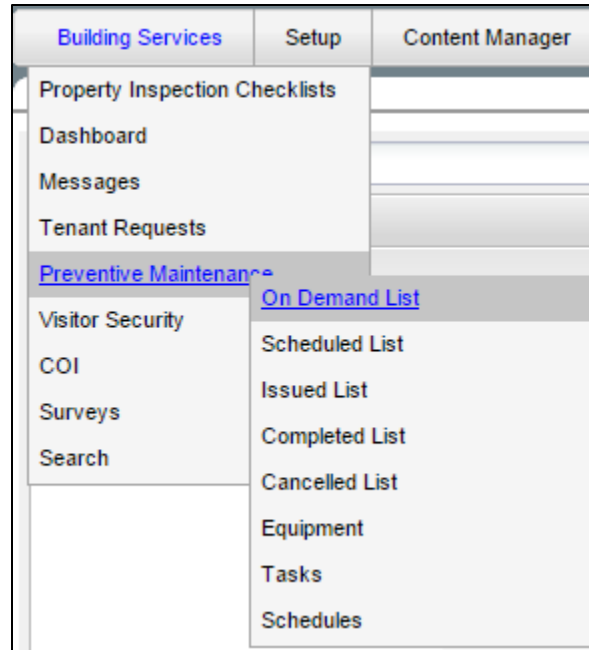 Building Services Setup Content Manager
Property Inspection Checklists
Dashboard
Messages
Tenant Requests
Preventive Maintenance
On Demand List
Visitor Security
Scheduled List
COI
Issued List
Surveys
Completed List
Search
Cancelled List
Equipment
Tasks
Schedules